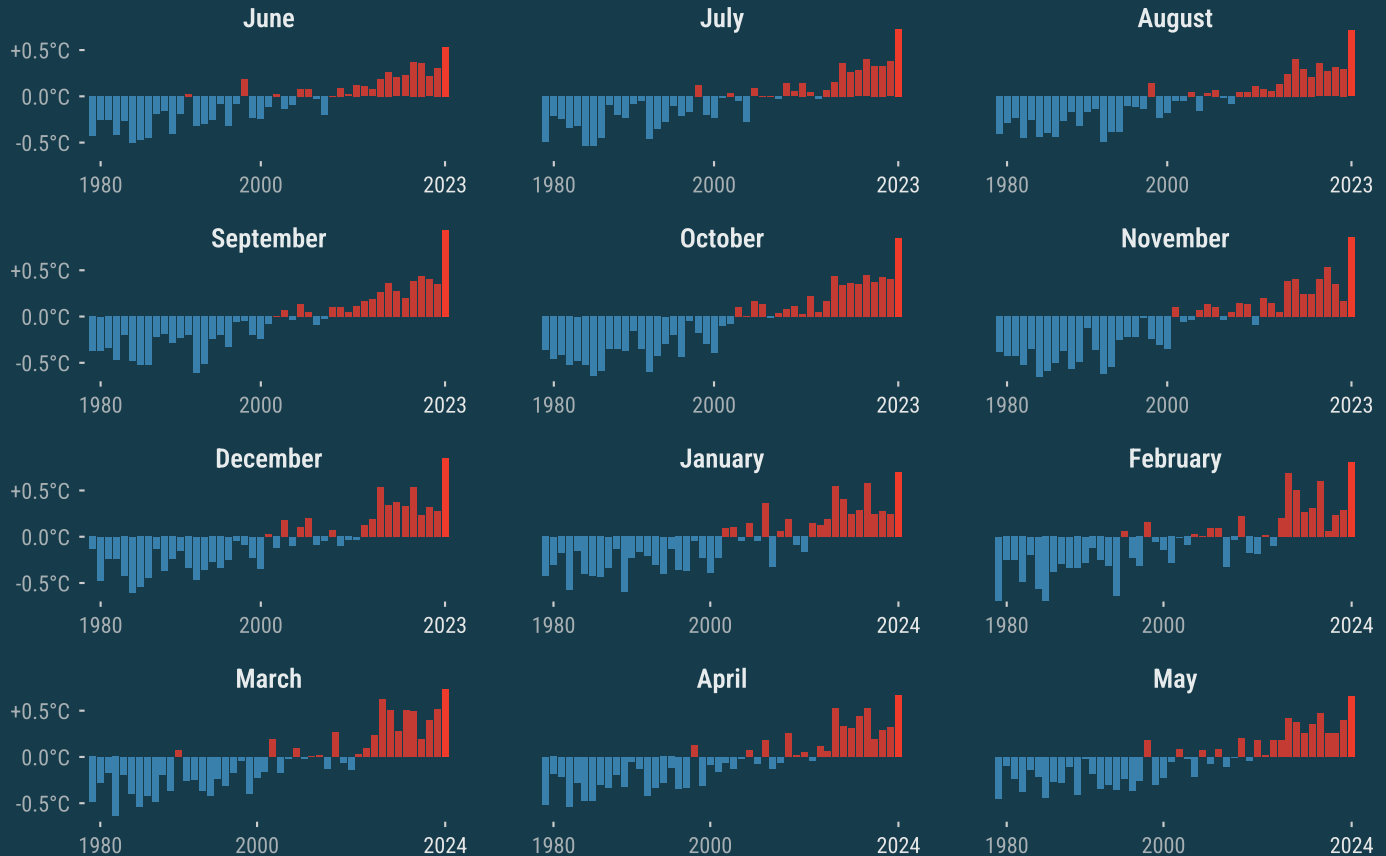 June July August
+0.5°C
0.0°C
-0.5°C
1980 2000 2023 1980 2000 2023 1980 2000 2023
September October November
+0.5°C
0.0°C
-0.5°C
1980 2000 2023 1980 2000 2023 1980 2000 2023
December January February
+0.5°C
0.0°C
-0.5°C
1980 2000 2023 1980 2000 2024 1980 2000 2024
March April May
+0.5°C
0.0°C
-0.5°C
1980 2000 2024 1980 2000 2024 1980 2000 2024